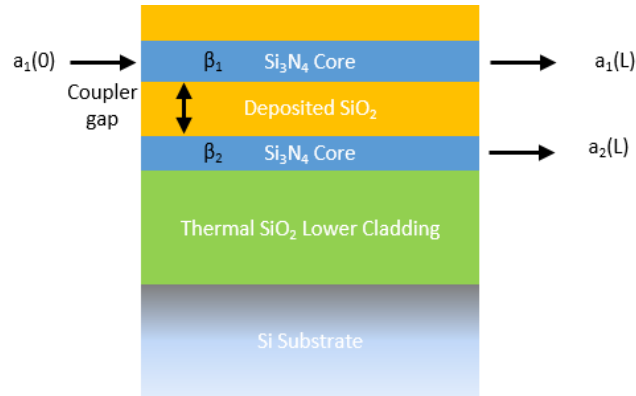 a₁(0)
β₁ Si₃N₄ Core
a₁(L)
Coupler
gap
Deposited SiO₂
β₂ Si₃N₄ Core
a₂(L)
Thermal SiO₂ Lower Cladding
Si Substrate